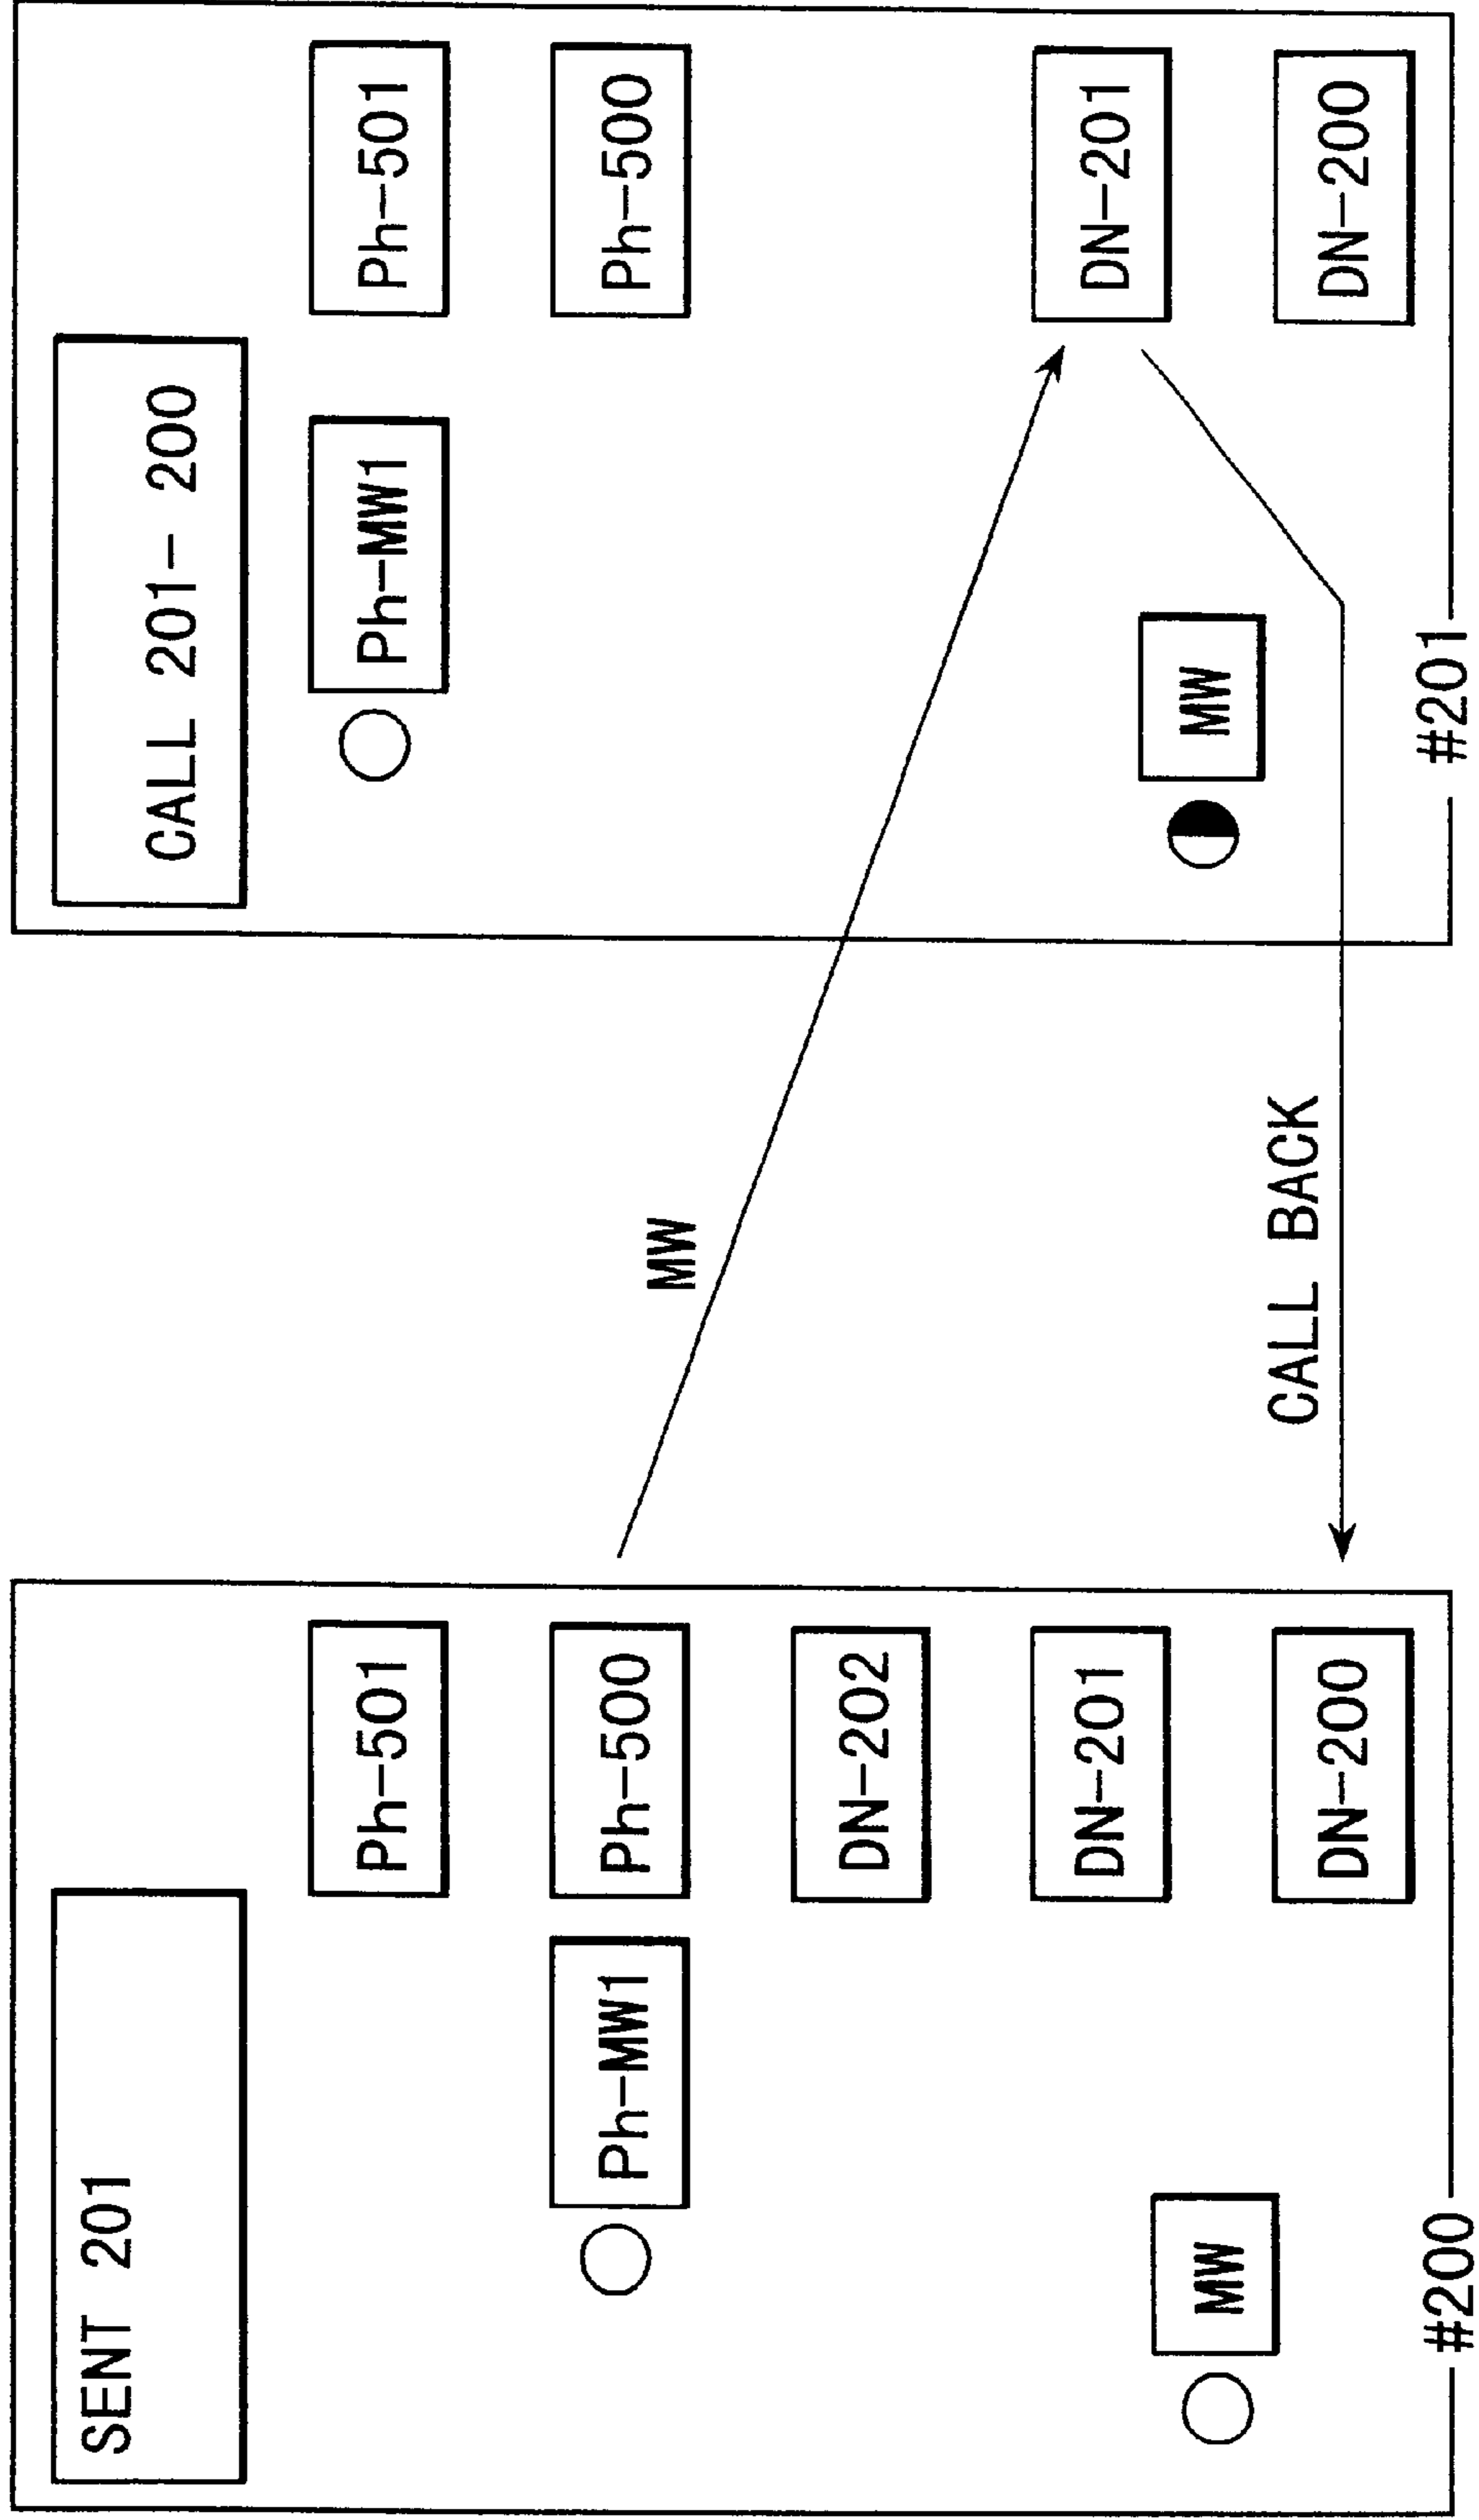 SENT 201
Ph-501
Ph-MW1
Ph-500
DN-202
DN-201
MW
DN-200
#200
MW
CALL BACK
CALL 201- 200
Ph-MW1
Ph-501
Ph-500
DN-201
MW
DN-200
#201